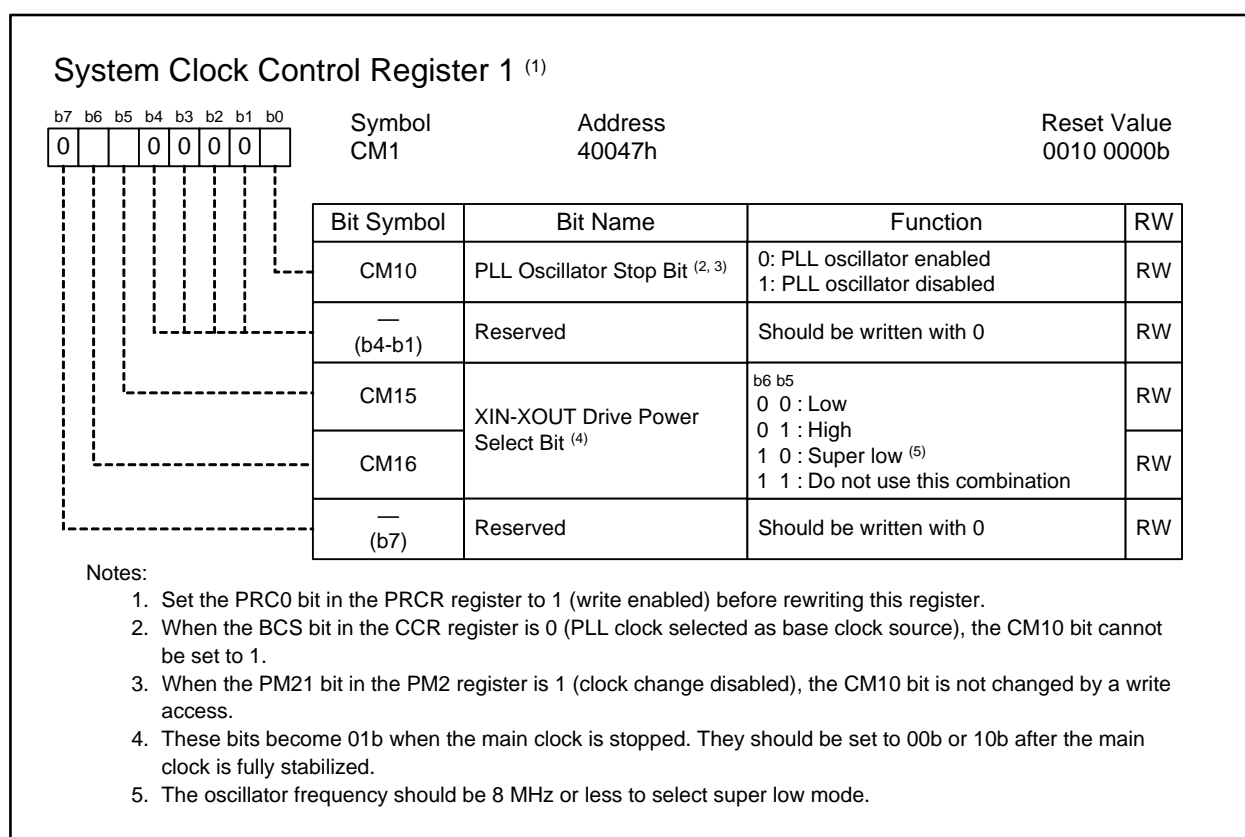 System Clock Control Register 1 (1)
b7 b6 b5 b4 b3 b2 b1 b0
0 0 0 0 0
Symbol Address Reset Value
CM1 40047h 0010 0000b
Bit Symbol Bit Name Function RW
CM10 PLL Oscillator Stop Bit (2, 3) 0: PLL oscillator enabled RW
1: PLL oscillator disabled
— (b4-b1) Reserved Should be written with 0 RW
CM15 XIN-XOUT Drive Power b6 b5 RW
Select Bit (4) 0 0 : Low
0 1 : High
CM16 1 0 : Super low (5) RW
1 1 : Do not use this combination
— (b7) Reserved Should be written with 0 RW
Notes:
1. Set the PRC0 bit in the PRCR register to 1 (write enabled) before rewriting this register.
2. When the BCS bit in the CCR register is 0 (PLL clock selected as base clock source), the CM10 bit cannot
be set to 1.
3. When the PM21 bit in the PM2 register is 1 (clock change disabled), the CM10 bit is not changed by a write
access.
4. These bits become 01b when the main clock is stopped. They should be set to 00b or 10b after the main
clock is fully stabilized.
5. The oscillator frequency should be 8 MHz or less to select super low mode.